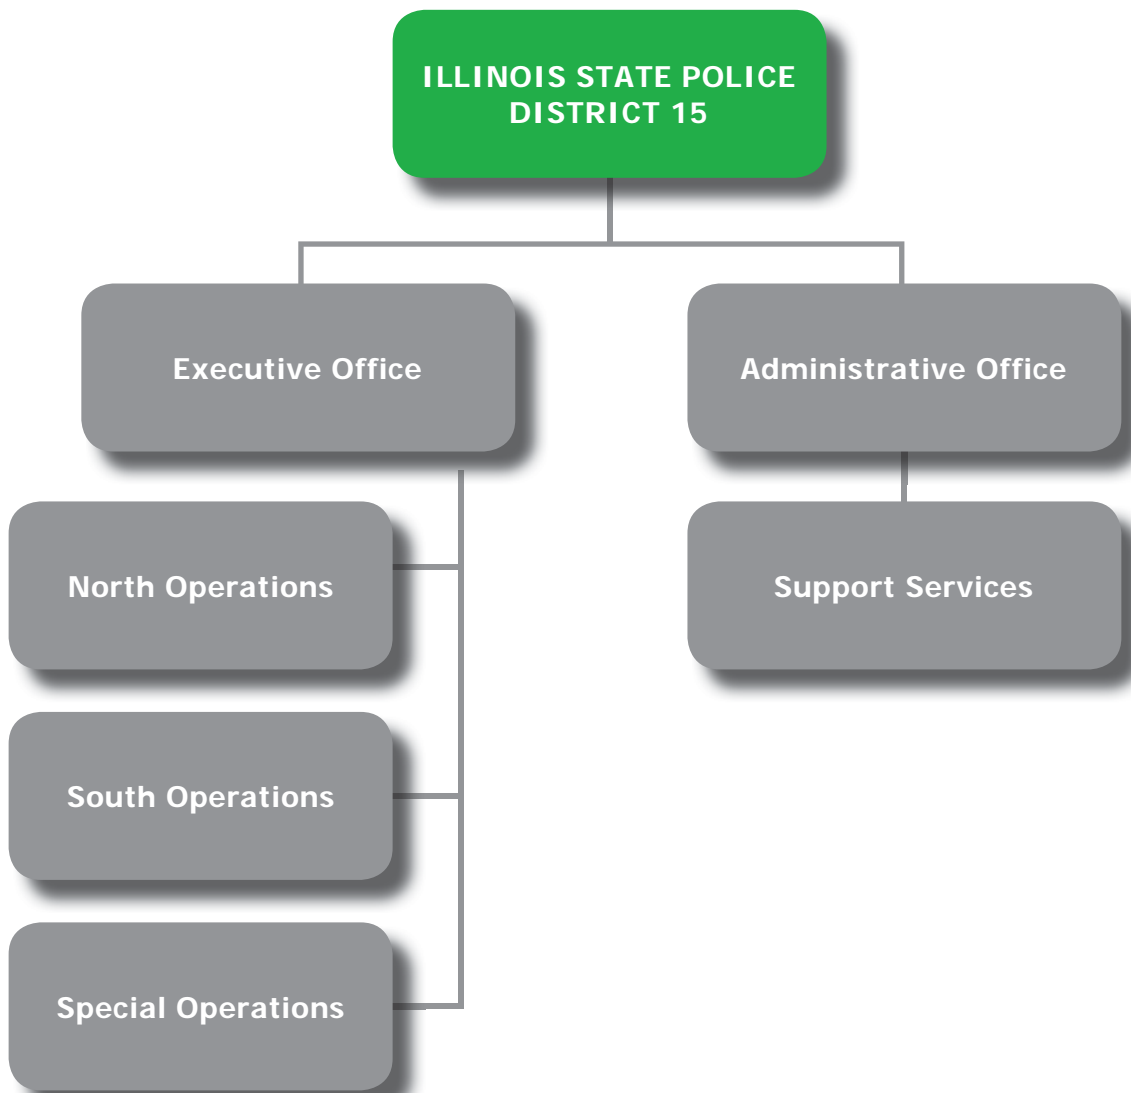 ILLINOIS STATE POLICE
DISTRICT 15
Executive Office
Administrative Office
North Operations
Support Services
South Operations
Special Operations